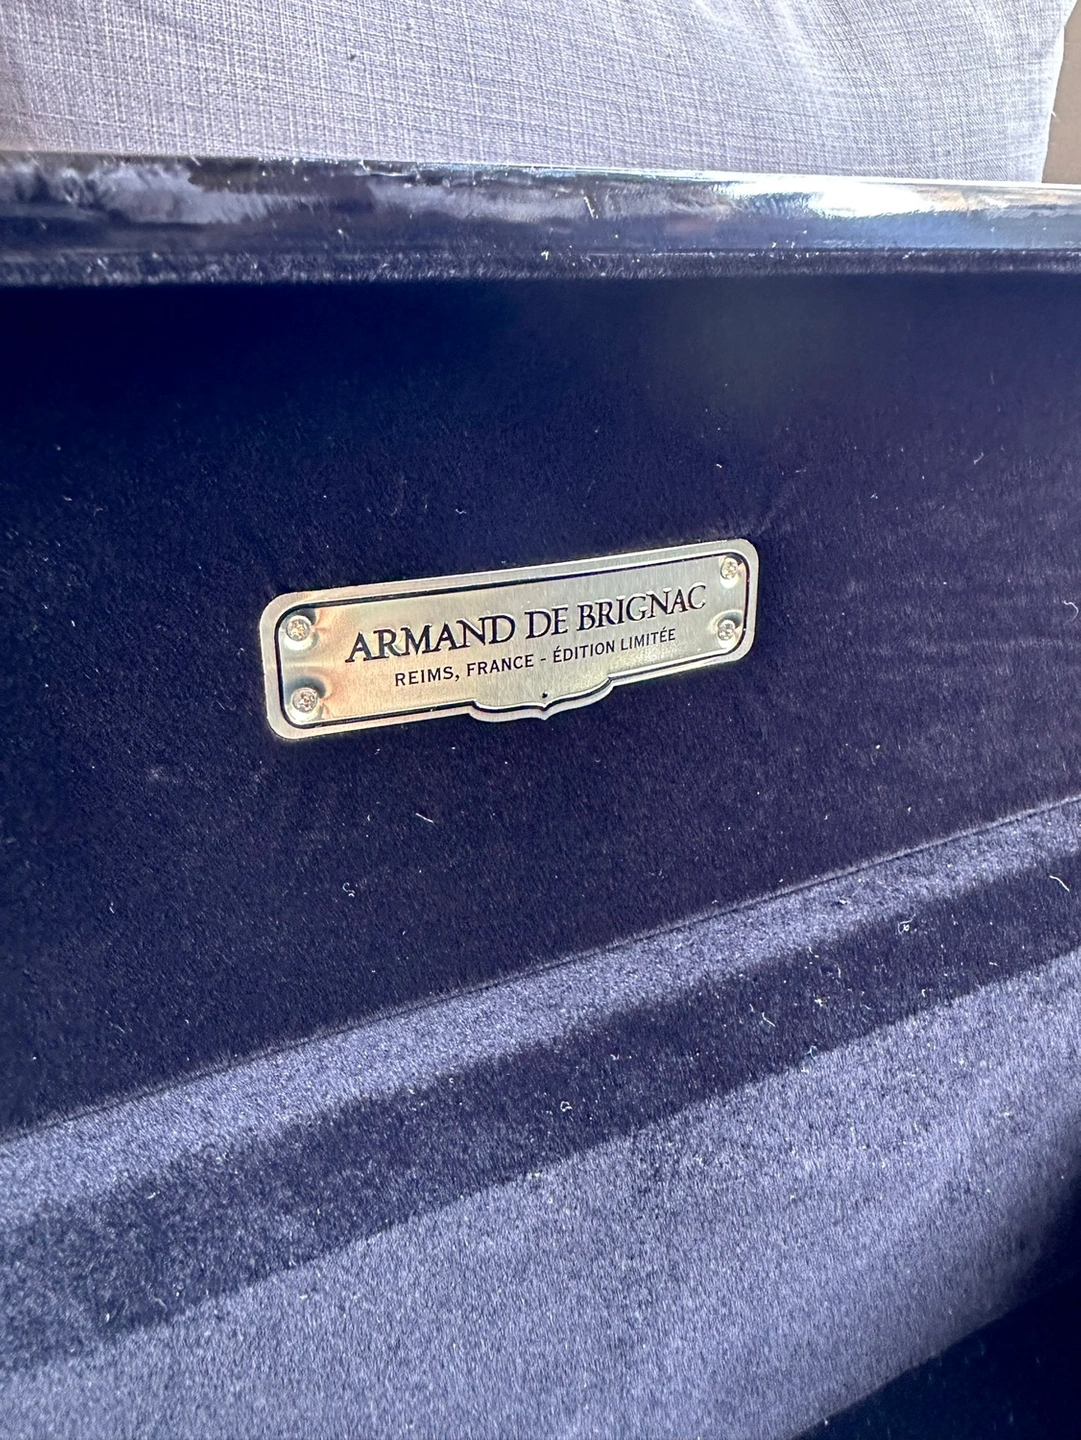 ARMAND DE BRIGNAC
REIMS, FRANCE - ÉDITION LIMITÉE